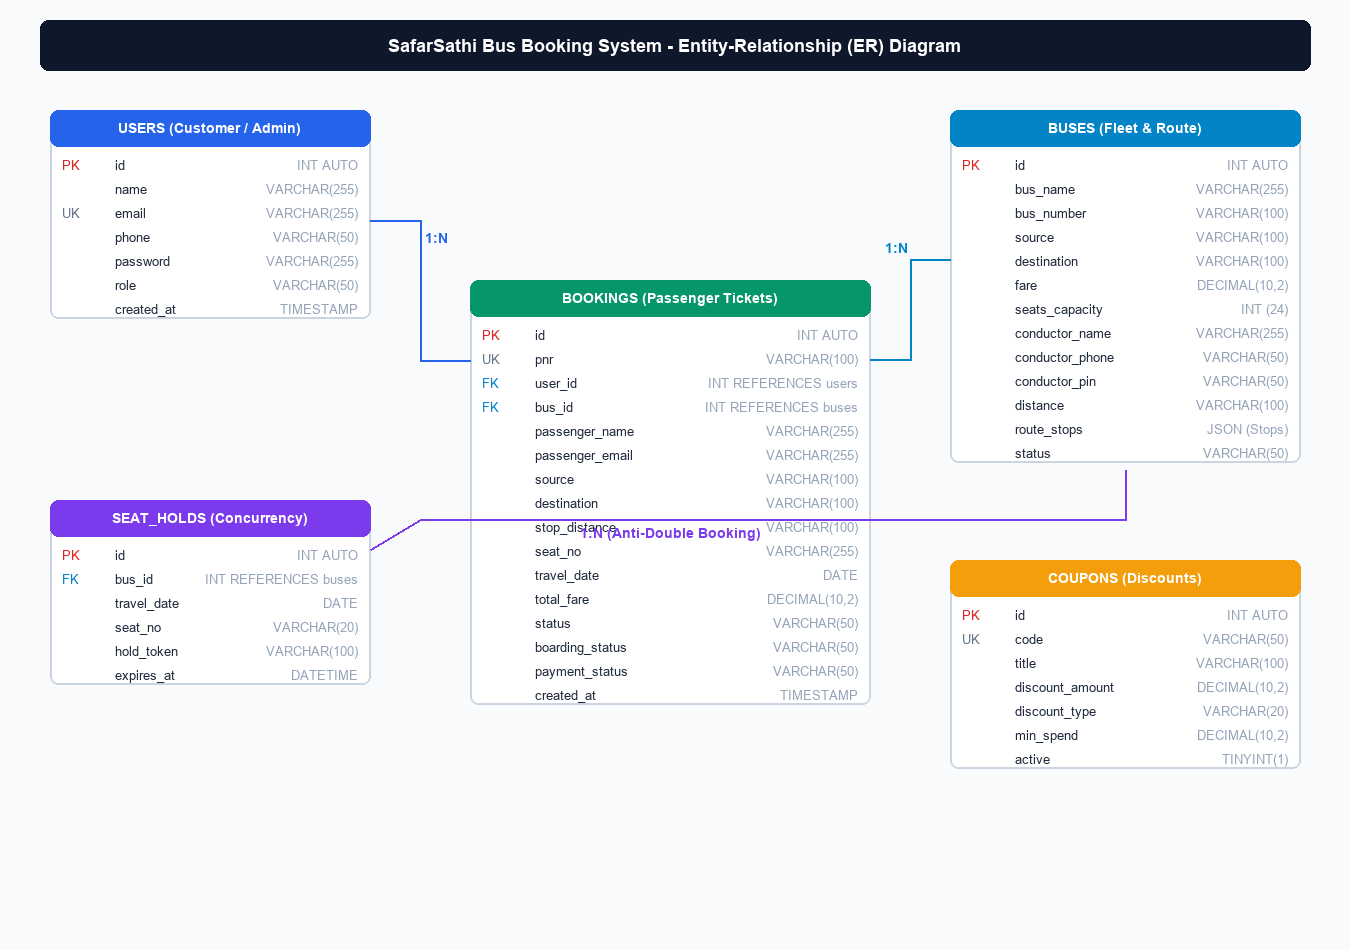 SafarSathi Bus Booking System - Entity-Relationship (ER) Diagram
USERS (Customer / Admin)
PK id INT AUTO
name VARCHAR(255)
UK email VARCHAR(255)
phone VARCHAR(50)
password VARCHAR(255)
role VARCHAR(50)
created_at TIMESTAMP
1:N
BUSES (Fleet & Route)
PK id INT AUTO
bus_name VARCHAR(255)
bus_number VARCHAR(100)
source VARCHAR(100)
destination VARCHAR(100)
fare DECIMAL(10,2)
seats_capacity INT (24)
conductor_name VARCHAR(255)
conductor_phone VARCHAR(50)
conductor_pin VARCHAR(50)
distance VARCHAR(100)
route_stops JSON (Stops)
status VARCHAR(50)
1:N
BOOKINGS (Passenger Tickets)
PK id INT AUTO
UK pnr VARCHAR(100)
FK user_id INT REFERENCES users
FK bus_id INT REFERENCES buses
passenger_name VARCHAR(255)
passenger_email VARCHAR(255)
source VARCHAR(100)
destination VARCHAR(100)
stop_distance VARCHAR(100)
1:N (Anti-Double Booking)
seat_no VARCHAR(255)
travel_date DATE
total_fare DECIMAL(10,2)
status VARCHAR(50)
boarding_status VARCHAR(50)
payment_status VARCHAR(50)
created_at TIMESTAMP
SEAT_HOLDS (Concurrency)
PK id INT AUTO
FK bus_id INT REFERENCES buses
travel_date DATE
seat_no VARCHAR(20)
hold_token VARCHAR(100)
expires_at DATETIME
COUPONS (Discounts)
PK id INT AUTO
UK code VARCHAR(50)
title VARCHAR(100)
discount_amount DECIMAL(10,2)
discount_type VARCHAR(20)
min_spend DECIMAL(10,2)
active TINYINT(1)